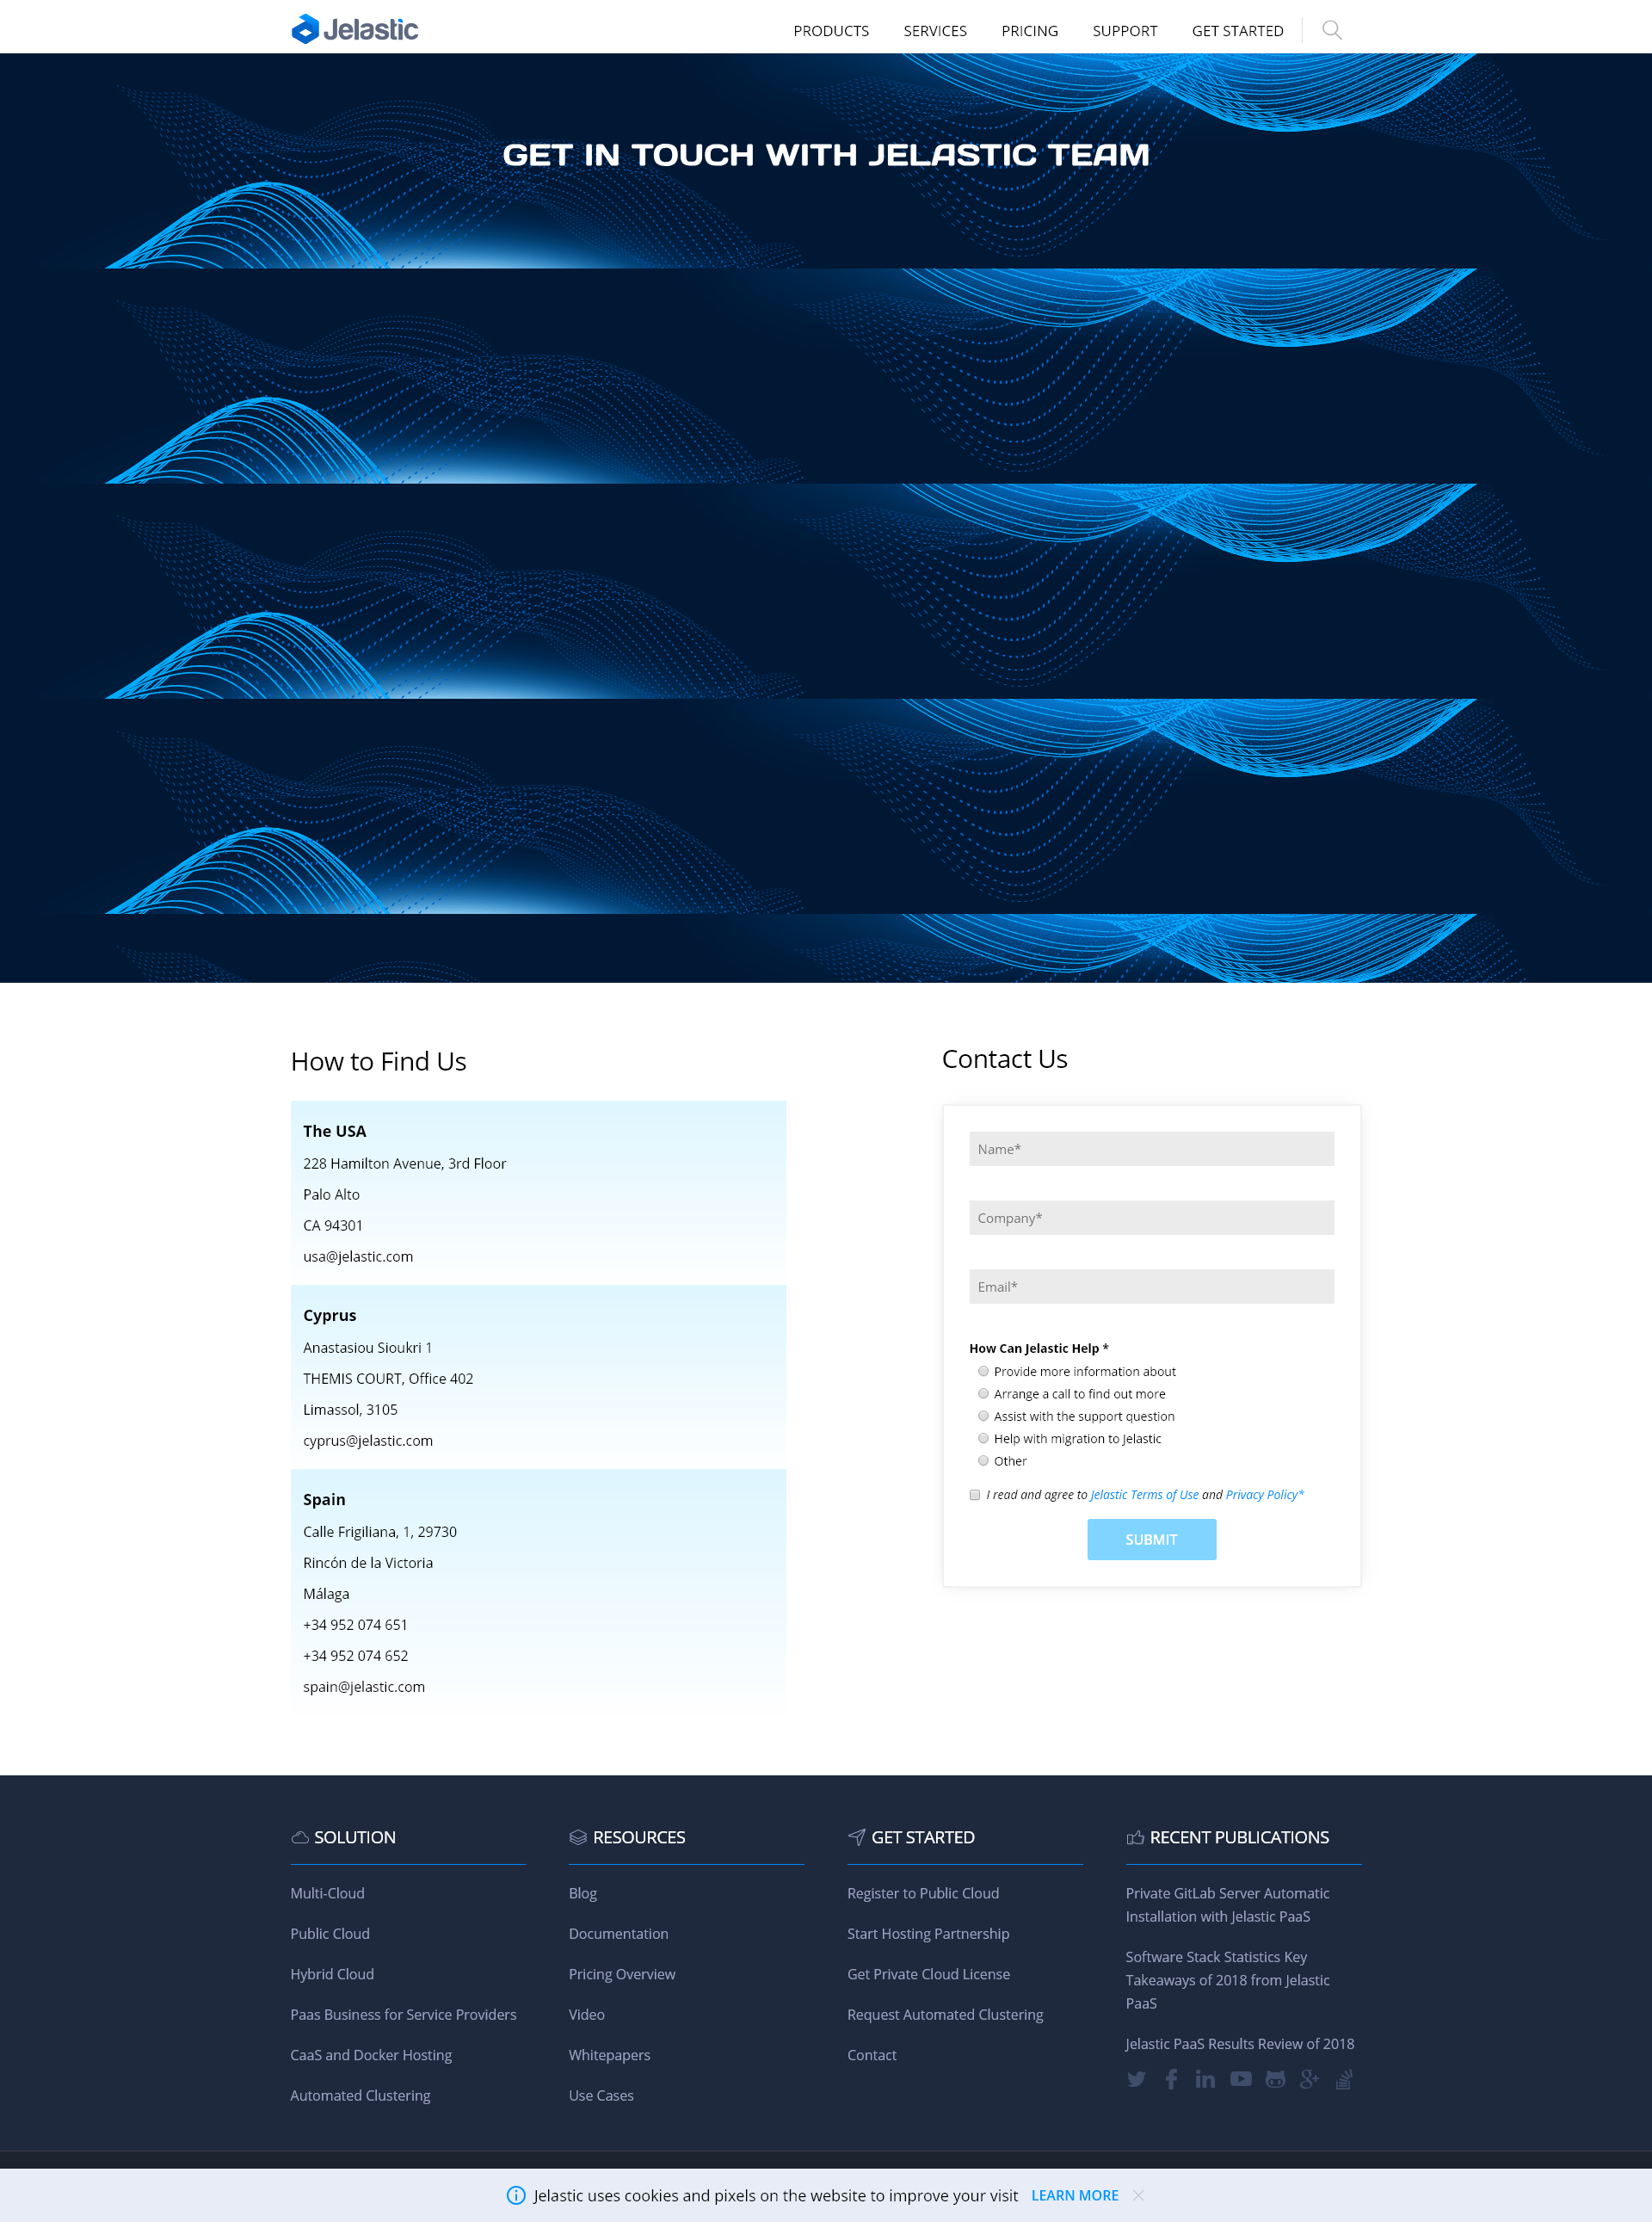 Jelastic
PRODUCTS
SERVICES
PRICING
SUPPORT
GET STARTED
GET IN TOUCH WITH JELASTIC TEAM
How to Find Us
The USA
228 Hamilton Avenue, 3rd Floor
Palo Alto
CA 94301
usa@jelastic.com
Cyprus
Anastasiou Sioukri 1
THEMIS COURT, Office 402
Limassol, 3105
cyprus@jelastic.com
Spain
Calle Frigiliana, 1, 29730
Rincón de la Victoria
Málaga
+34 952 074 651
+34 952 074 652
spain@jelastic.com
Contact Us
Name*
Company*
Email*
How Can Jelastic Help *
Provide more information about
Arrange a call to find out more
Assist with the support question
Help with migration to Jelastic
Other
I read and agree to Jelastic Terms of Use and Privacy Policy*
SUBMIT
SOLUTION
Multi-Cloud
Public Cloud
Hybrid Cloud
Paas Business for Service Providers
CaaS and Docker Hosting
Automated Clustering
RESOURCES
Blog
Documentation
Pricing Overview
Video
Whitepapers
Use Cases
GET STARTED
Register to Public Cloud
Start Hosting Partnership
Get Private Cloud License
Request Automated Clustering
Contact
RECENT PUBLICATIONS
Private GitLab Server Automatic
Installation with Jelastic PaaS
Software Stack Statistics Key
Takeaways of 2018 from Jelastic
PaaS
Jelastic PaaS Results Review of 2018
Jelastic uses cookies and pixels on the website to improve your visit LEARN MORE